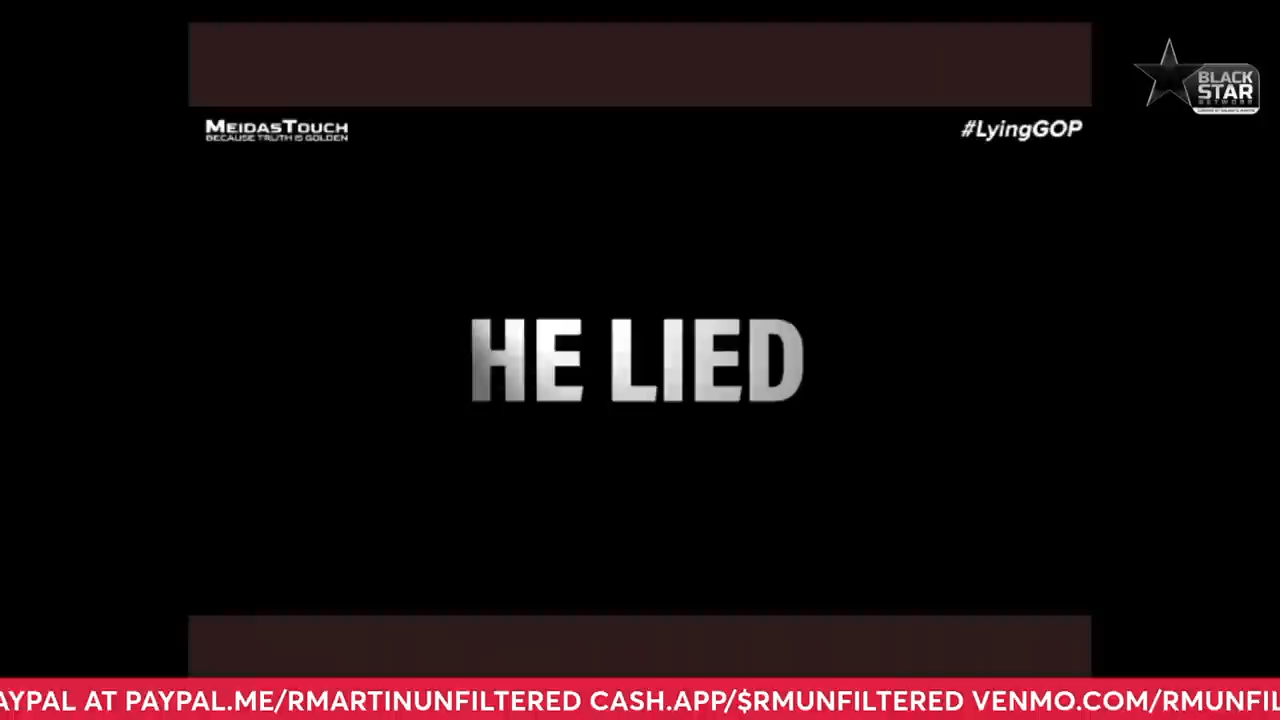 MEIDASTOUCH
BECAUSE TRUTH IS GOLDEN
#LyingGOP
BLACK
STAR
NETWORK
HE LIED
AYPAL AT PAYPAL.ME/RMARTINUNFILTERED CASH.APP/$RMUNFILTERED VENMO.COM/RMUNFIL